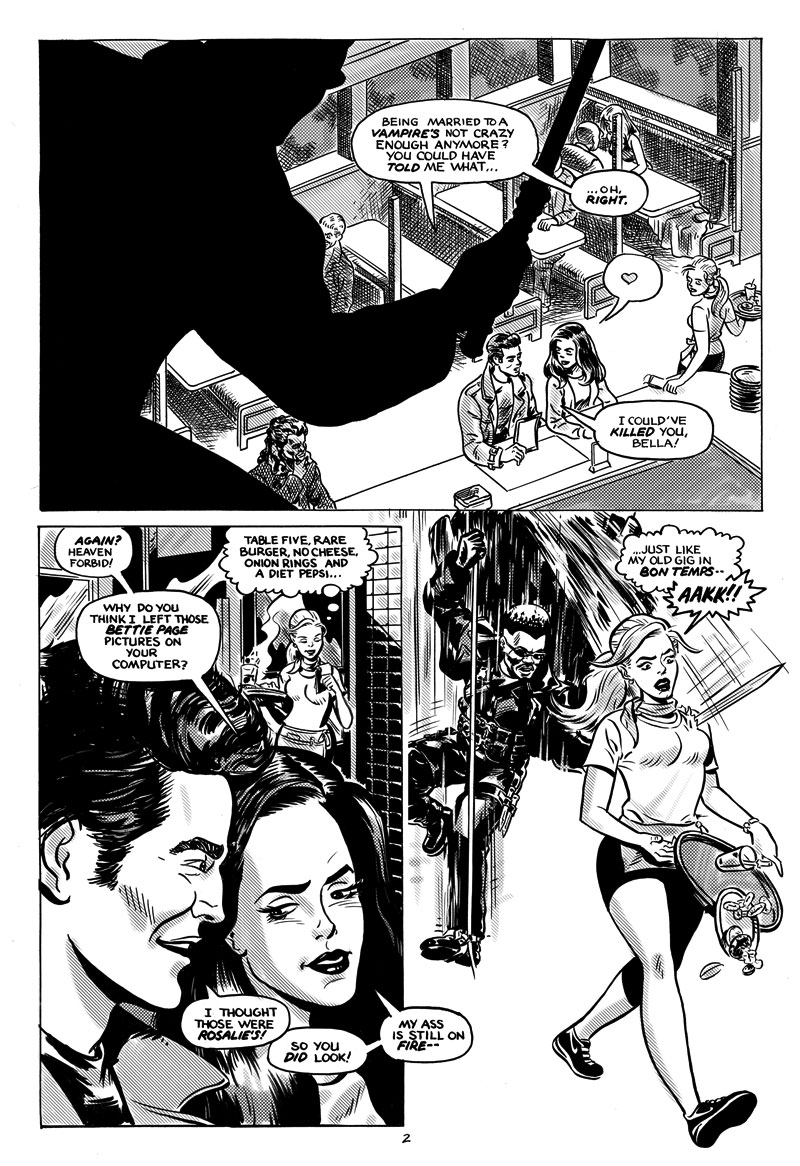 BEING MARRIED TO A
VAMPIRE'S NOT CRAZY
ENOUGH ANYMORE?
YOU COULD HAVE
TOLD ME WHAT...
...OH,
RIGHT.
I COULD'VE
KILLED YOU,
BELLA!
AGAIN?
HEAVEN
FORBID!
WHY DO YOU
THINK I LEFT THOSE
BETTIE PAGE
PICTURES ON
YOUR
COMPUTER?
TABLE FIVE, RARE
BURGER, NO CHEESE,
ONION RINGS AND
A DIET PEPSI...
I THOUGHT
THOSE WERE
ROSALIE'S!
SO YOU
DID LOOK!
MY ASS
IS STILL ON
FIRE--
...JUST LIKE
MY OLD GIG IN
BON TEMPS--
AAKK!!
2